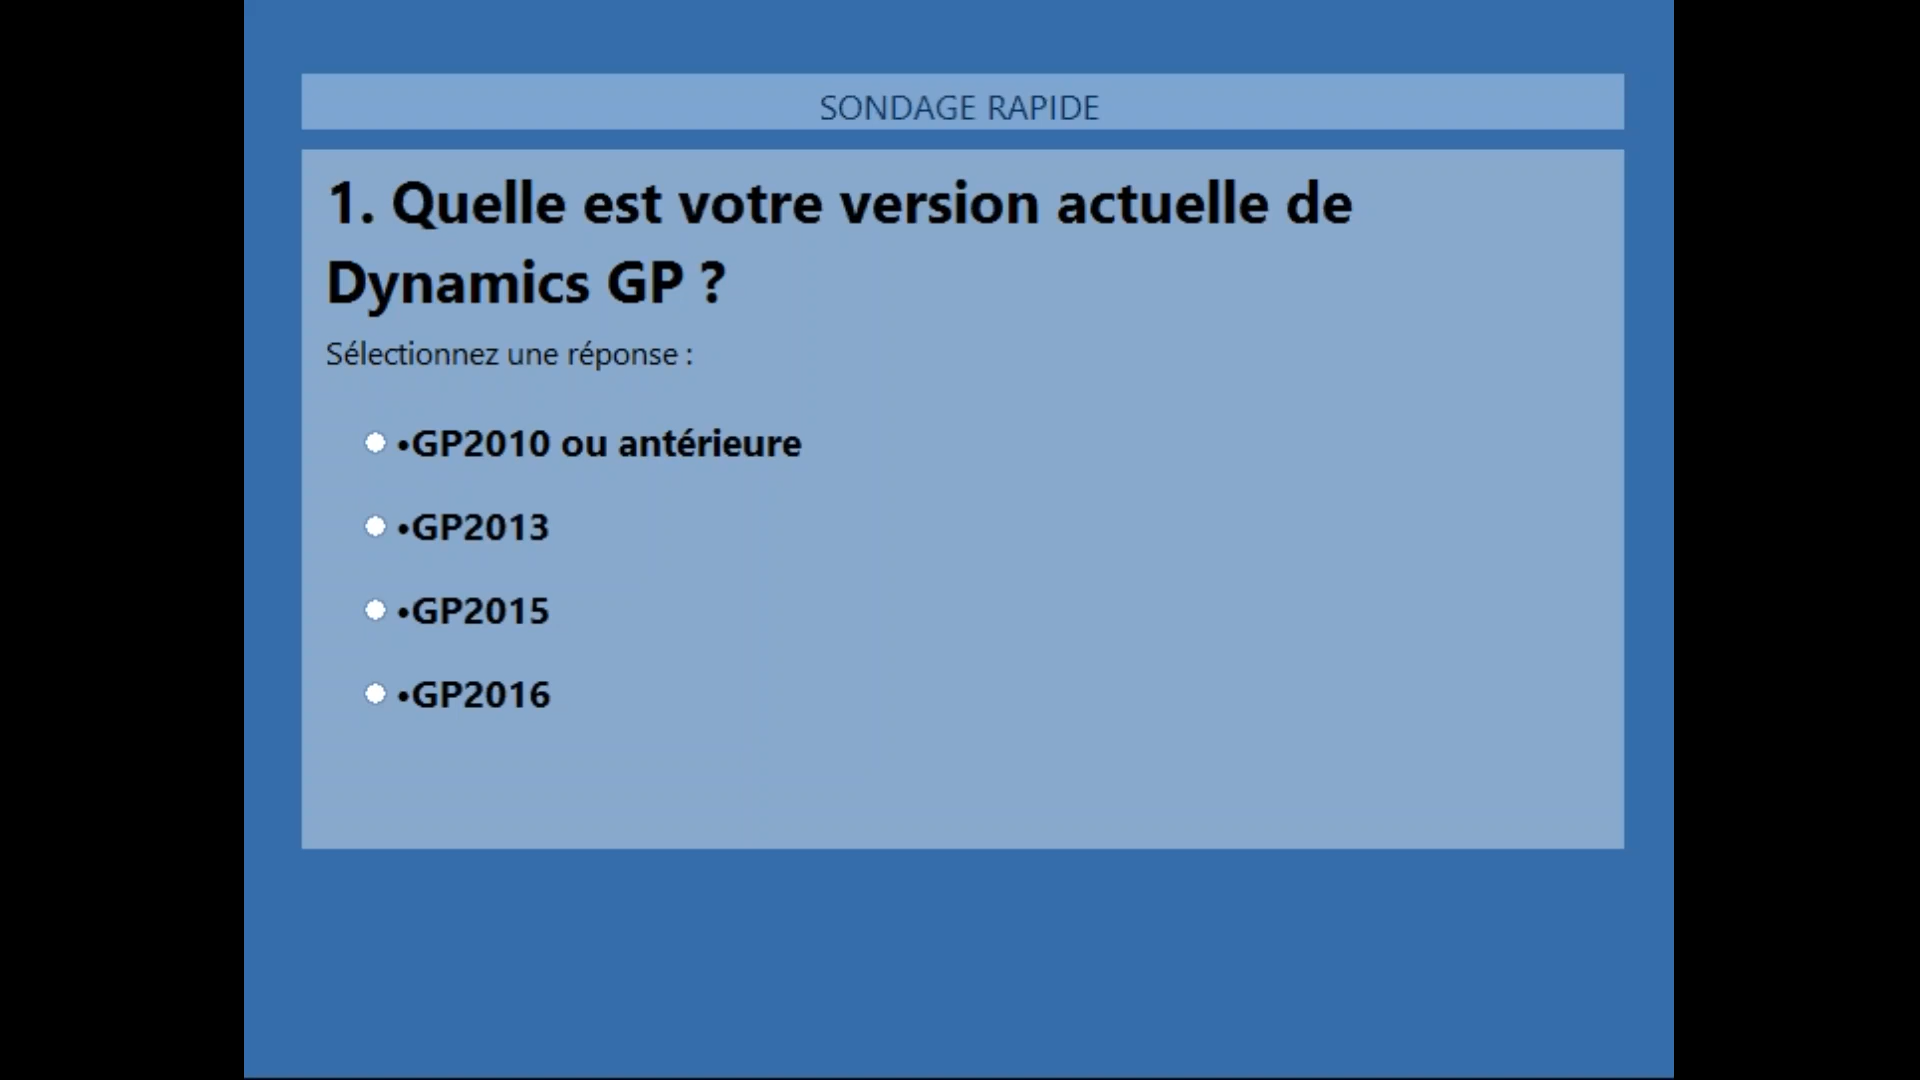 SONDAGE RAPIDE
1. Quelle est votre version actuelle de
Dynamics GP ?
Sélectionnez une réponse :
•GP2010 ou antérieure
•GP2013
•GP2015
•GP2016